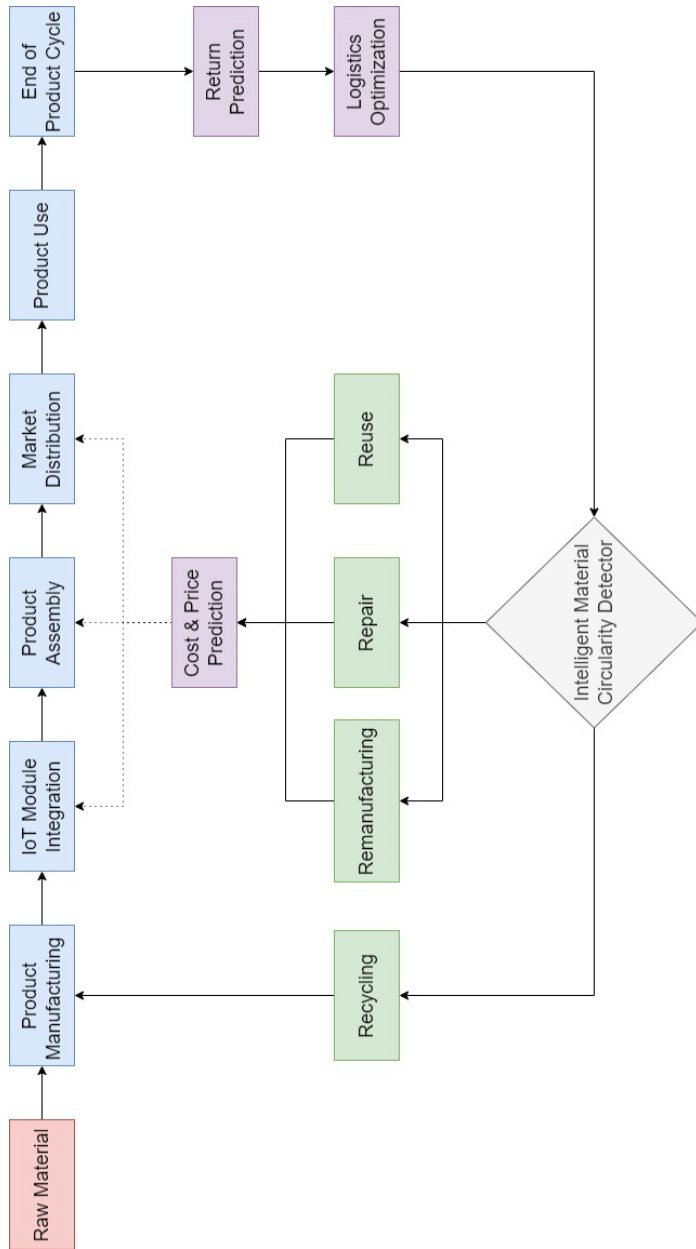 Raw Material
Product
Manufacturing
IoT Module
Integration
Product
Assembly
Market
Distribution
Product Use
End of
Product Cycle
Return
Prediction
Logistics
Optimization
Cost & Price
Prediction
Recycling
Remanufacturing
Repair
Reuse
Intelligent Material
Circularity Detector